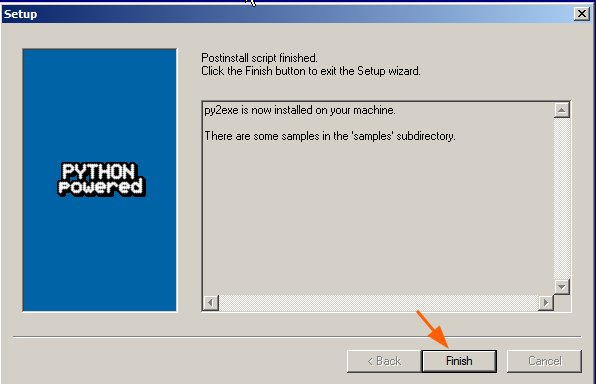 Setup
Postinstall script finished.
Click the Finish button to exit the Setup wizard.
py2exe is now installed on your machine.
There are some samples in the 'samples' subdirectory.
PYTHON
powered
< Back
Finish
Cancel